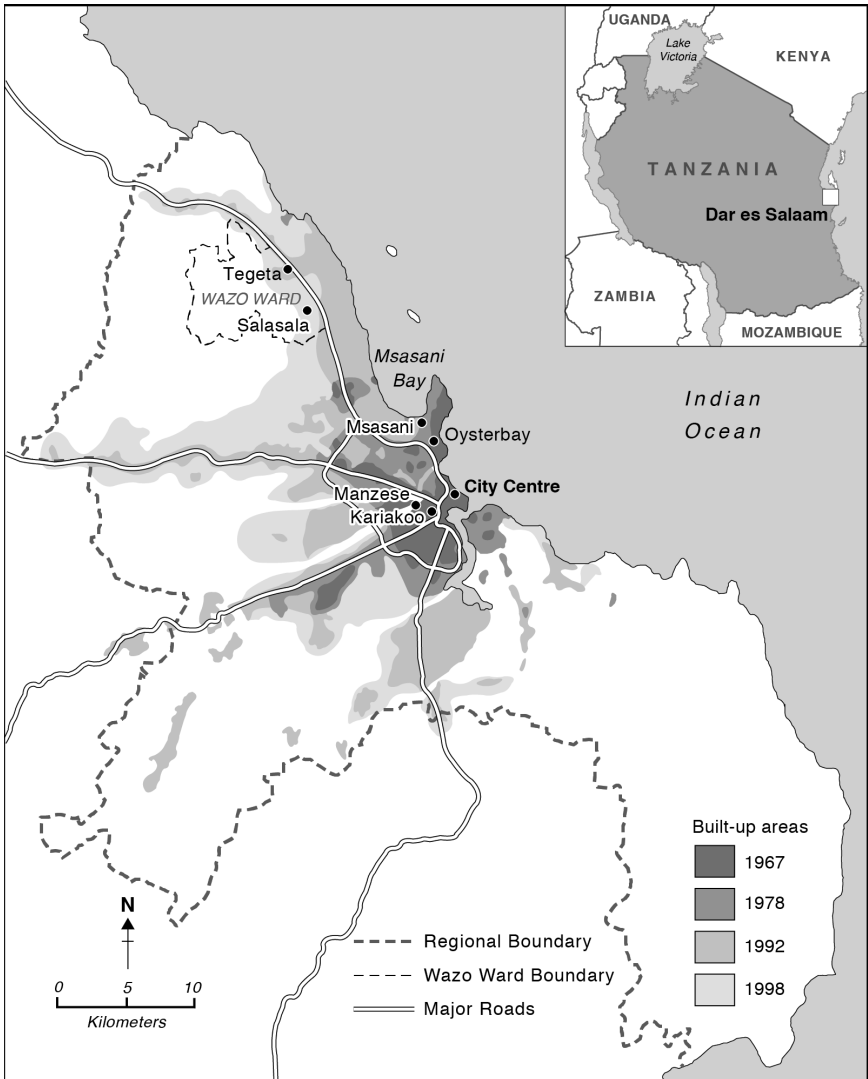 UGANDA
Lake
Victoria
KENYA
TANZANIA
Dar es Salaam
ZAMBIA
MOZAMBIQUE
Tegeta
WAZO WARD
Salasala
Msasani
Bay
Indian
Ocean
Msasani
Oysterbay
City Centre
Manzese
Kariakoo
Built-up areas
1967
1978
1992
1998
N
0 5 10
Kilometers
Regional Boundary
Wazo Ward Boundary
Major Roads